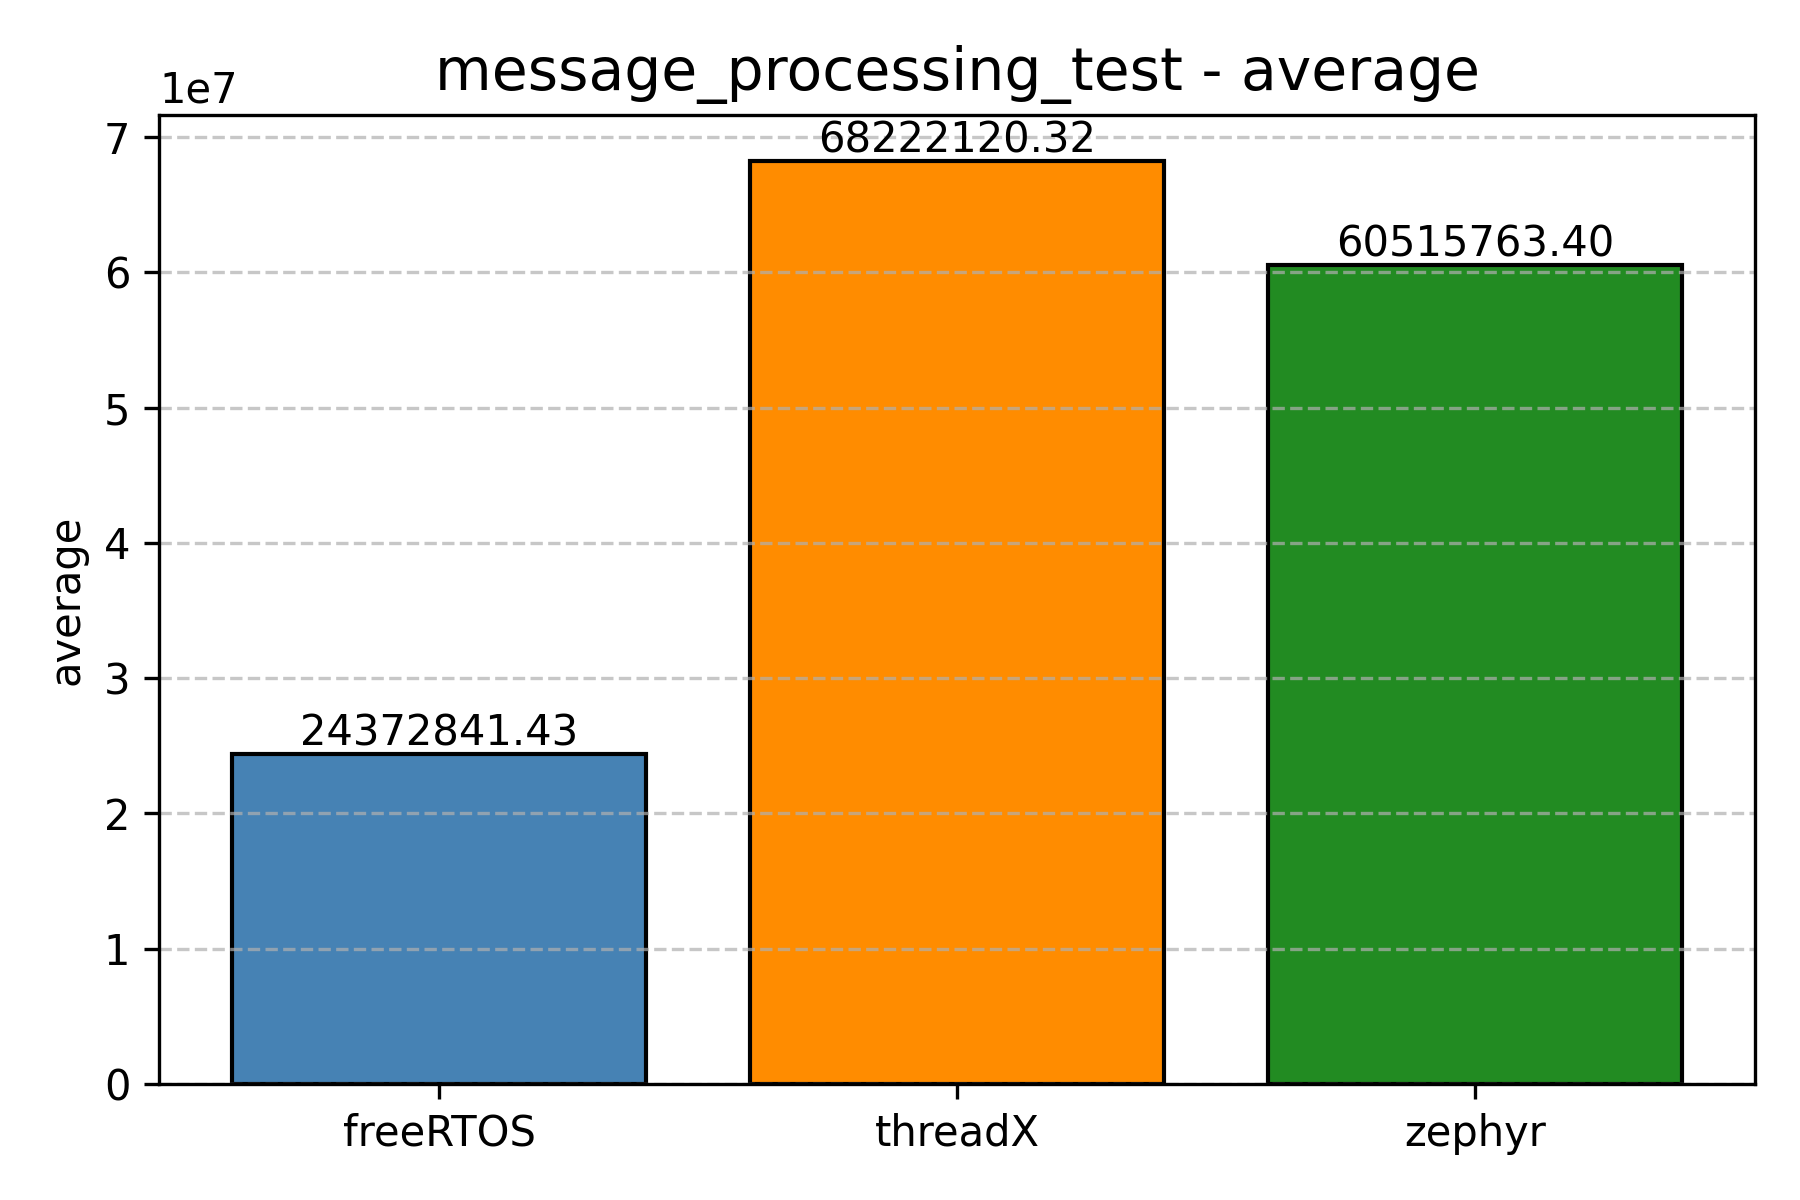 message_processing_test - average
1e7
7
6
5
4
3
2
1
0
average
24372841.43
68222120.32
60515763.40
freeRTOS
threadX
zephyr